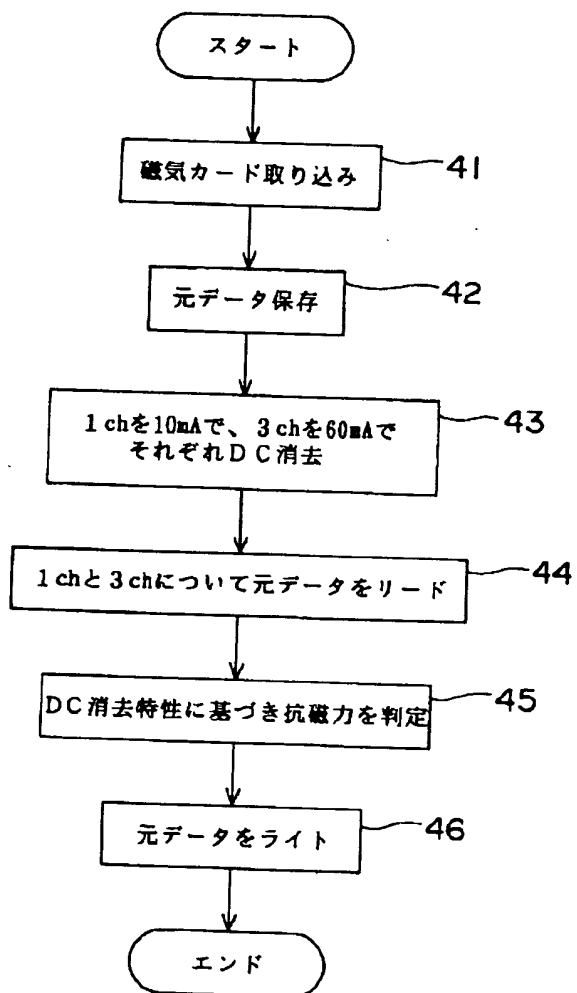 スタート
磁気カード取り込み
41
元データ保存
42
1chを10mAで、3chを60mAで
それぞれDC消去
43
1chと3chについて元データをリード
44
DC消去特性に基づき抗磁力を判定
45
元データをライト
46
エンド